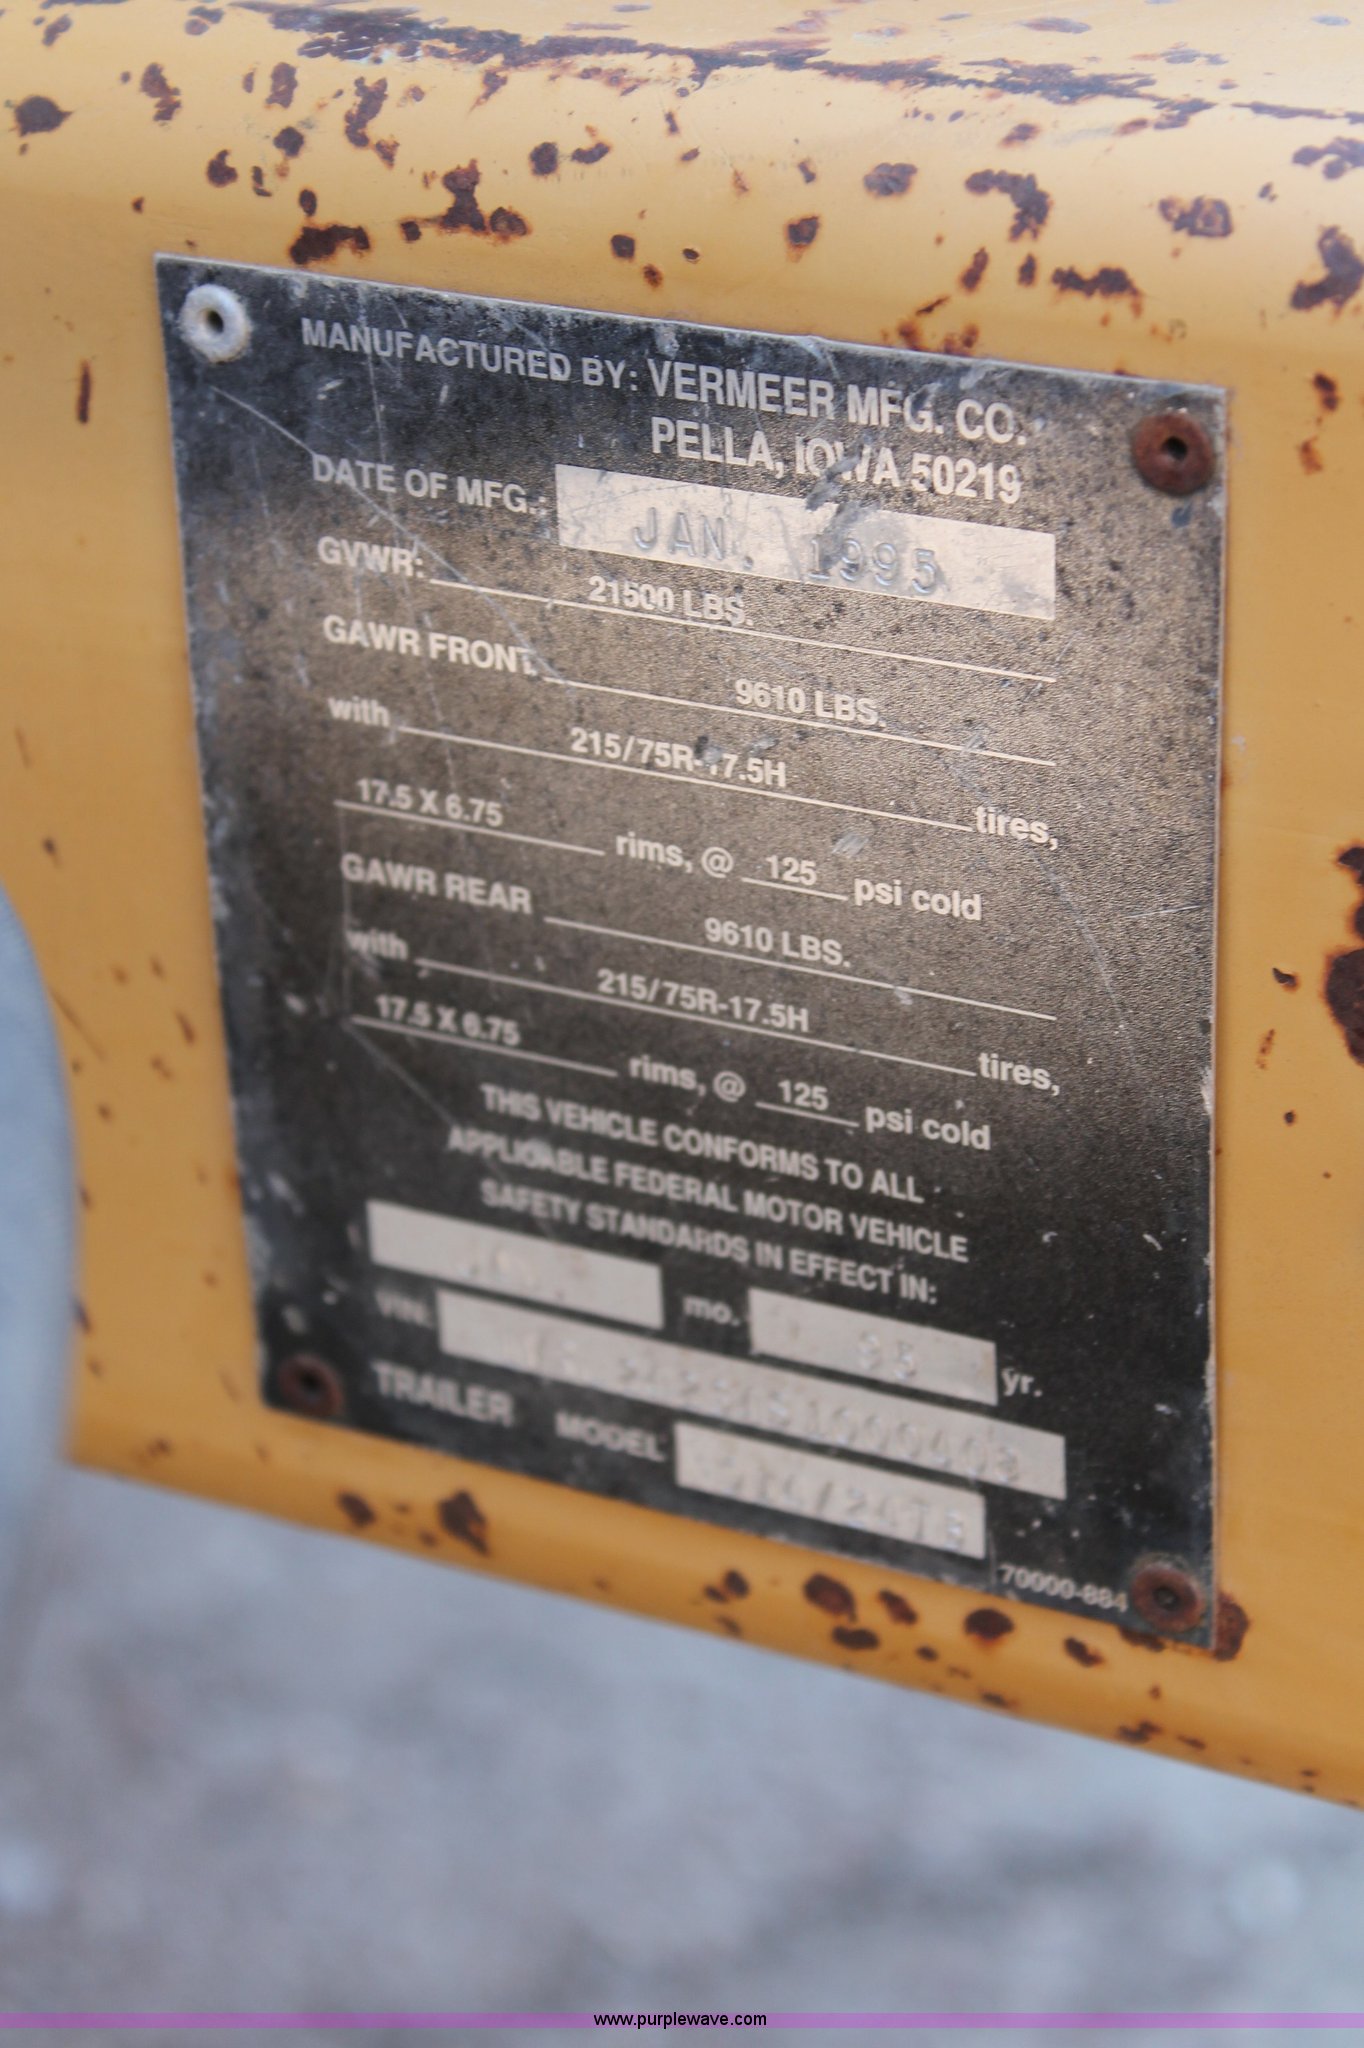 MANUFACTURED BY: VERMEER MFG. CO.
PELLA, IOWA 50219
DATE OF MFG.: JAN. 1995
GVWR: 21500 LBS.
GAWR FRONT 9610 LBS.
with 215/75R-17.5H tires,
17.5 X 6.75 rims, @ 125 psi cold
GAWR REAR 9610 LBS.
with 215/75R-17.5H tires,
17.5 X 6.75 rims, @ 125 psi cold
THIS VEHICLE CONFORMS TO ALL
APPLICABLE FEDERAL MOTOR VEHICLE
SAFETY STANDARDS IN EFFECT IN:
JAN. mo. 95 yr.
VIN:
TRAILER MODEL
70000-884
www.purplewave.com